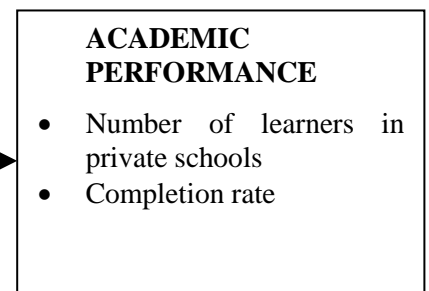 ACADEMIC
PERFORMANCE
• Number of learners in
private schools
• Completion rate